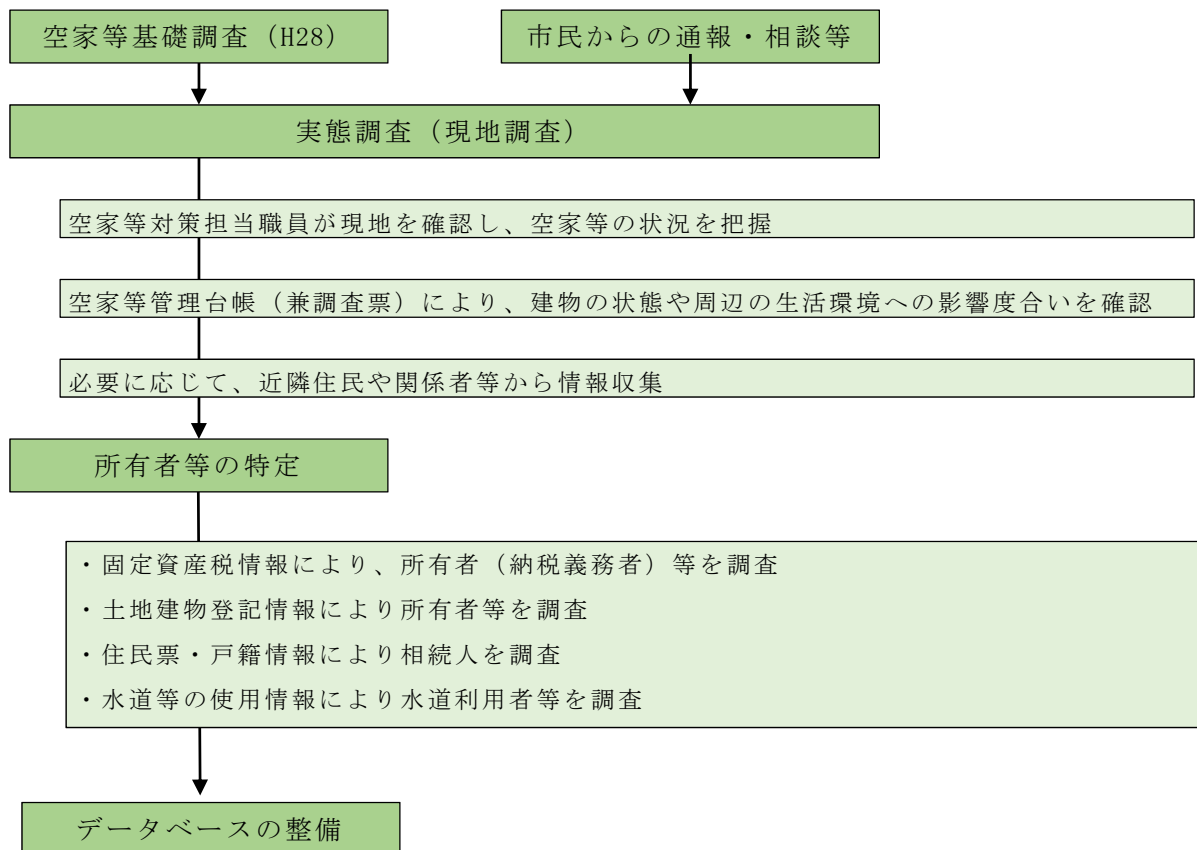 空家等基礎調査（H28）
市民からの通報・相談等
実態調査（現地調査）
空家等対策担当職員が現地を確認し、空家等の状況を把握
空家等管理台帳（兼調査票）により、建物の状態や周辺の生活環境への影響度合いを確認
必要に応じて、近隣住民や関係者等から情報収集
所有者等の特定
・固定資産税情報により、所有者（納税義務者）等を調査
・土地建物登記情報により所有者等を調査
・住民票・戸籍情報により相続人を調査
・水道等の使用情報により水道利用者等を調査
データベースの整備